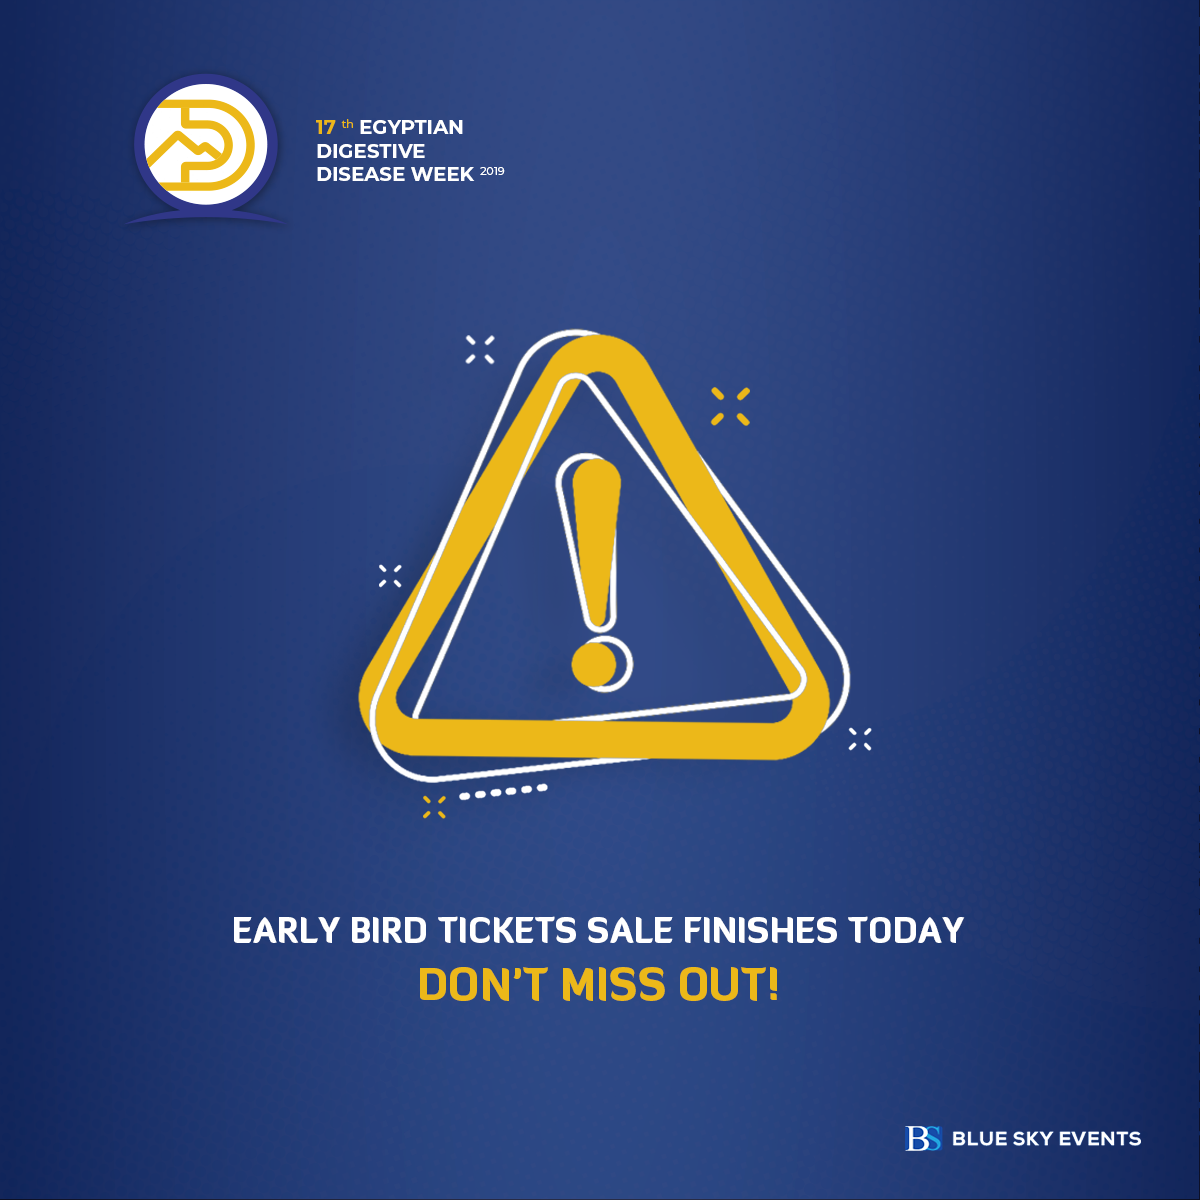 17 th EGYPTIAN
DIGESTIVE
DISEASE WEEK 2019
EARLY BIRD TICKETS SALE FINISHES TODAY
DON'T MISS OUT!
BS BLUE SKY EVENTS